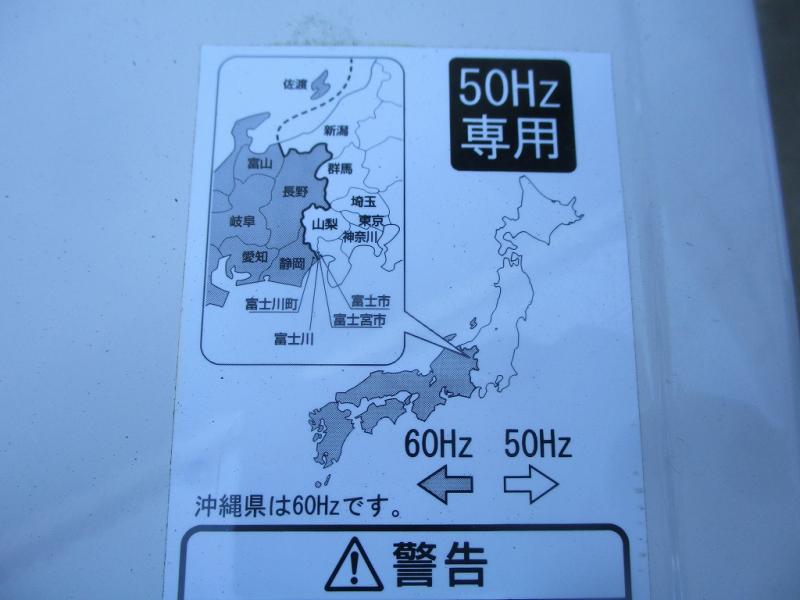 50Hz
専用
佐渡
新潟
富山
群馬
長野
埼玉
岐阜
山梨
東京
神奈川
愛知
静岡
富士川町
富士市
富士宮市
富士川
60Hz
50Hz
沖縄県は60Hzです。
警告